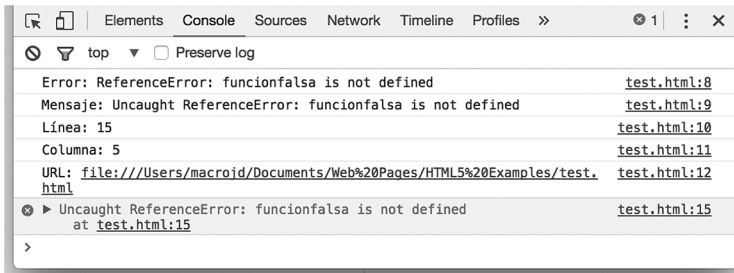 Elements Console Sources Network Timeline Profiles » 1
top ▼ Preserve log
Error: ReferenceError: funcionfalsa is not defined test.html:8
Mensaje: Uncaught ReferenceError: funcionfalsa is not defined test.html:9
Línea: 15 test.html:10
Columna: 5 test.html:11
URL: file:///Users/macrojd/Documents/Web%20Pages/HTML5%20Examples/test. test.html:12
html
▶ Uncaught ReferenceError: funcionfalsa is not defined test.html:15
at test.html:15
>